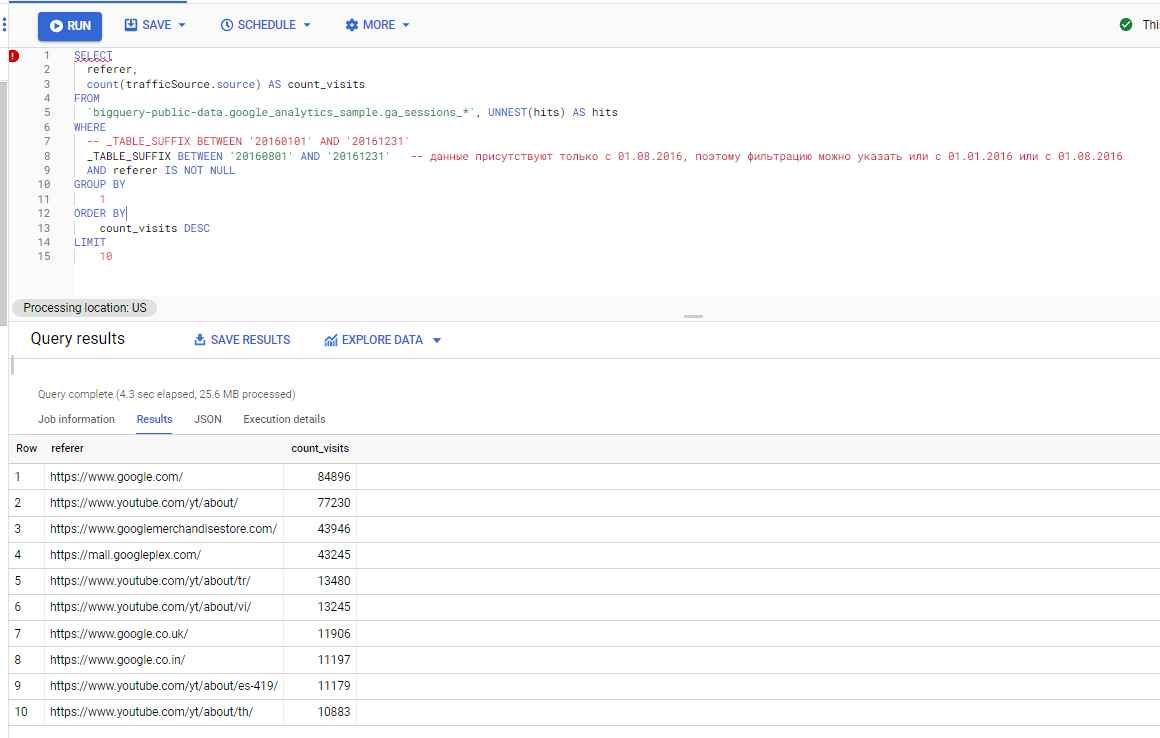 RUN SAVE SCHEDULE MORE Thi
1 SELECT
2 referer,
3 count(trafficSource.source) AS count_visits
4 FROM
5 `bigquery-public-data.google_analytics_sample.ga_sessions_*`, UNNEST(hits) AS hits
6 WHERE
7 -- _TABLE_SUFFIX BETWEEN '20160101' AND '20161231'
8 _TABLE_SUFFIX BETWEEN '20160801' AND '20161231' -- данные присутствуют только с 01.08.2016, поэтому фильтрацию можно указать или с 01.01.2016 или с 01.08.2016
9 AND referer IS NOT NULL
10 GROUP BY
11 1
12 ORDER BY
13 count_visits DESC
14 LIMIT
15 10
Processing location: US
Query results SAVE RESULTS EXPLORE DATA
Query complete (4.3 sec elapsed, 25.6 MB processed)
Job information Results JSON Execution details
Row referer count_visits
1 https://www.google.com/ 84896
2 https://www.youtube.com/yt/about/ 77230
3 https://www.googlemerchandisestore.com/ 43946
4 https://mall.googleplex.com/ 43245
5 https://www.youtube.com/yt/about/tr/ 13480
6 https://www.youtube.com/yt/about/vi/ 13245
7 https://www.google.co.uk/ 11906
8 https://www.google.co.in/ 11197
9 https://www.youtube.com/yt/about/es-419/ 11179
10 https://www.youtube.com/yt/about/th/ 10883